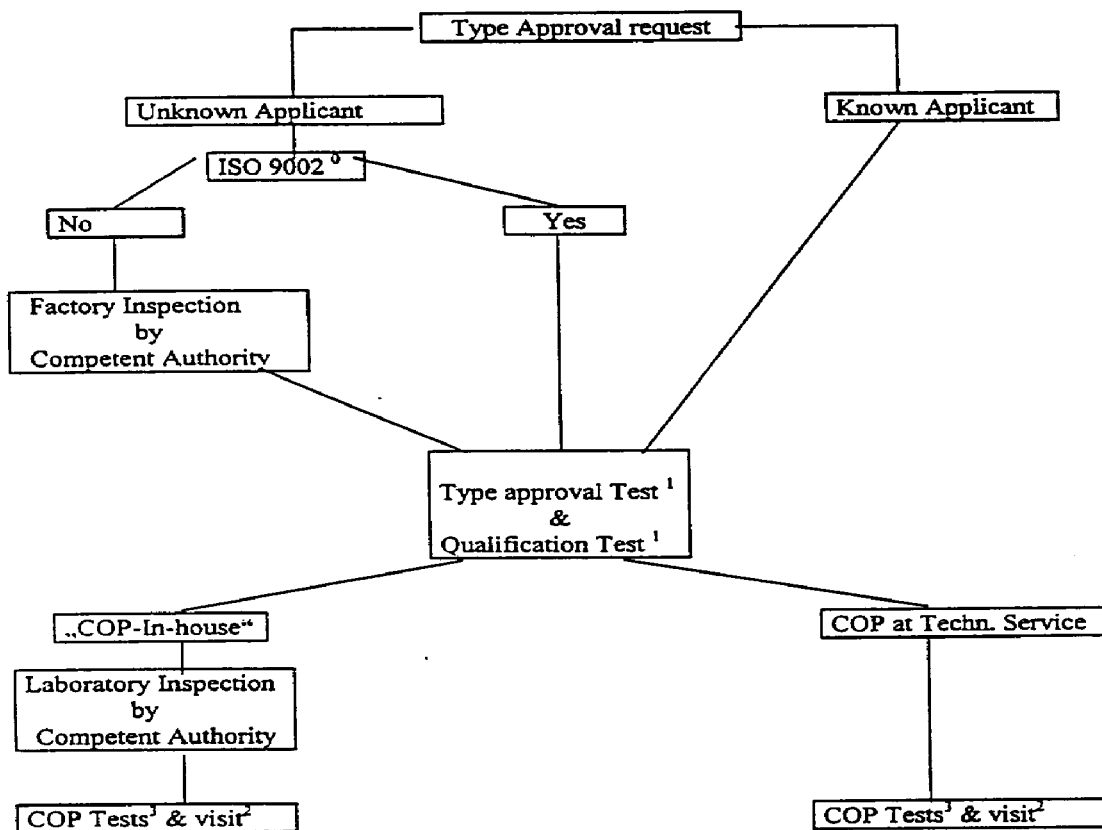 Type Approval request
Unknown Applicant
Known Applicant
ISO 9002 ⁰
No
Yes
Factory Inspection
by
Competent Authority
Type approval Test ¹
&
Qualification Test ¹
„COP-In-house“
COP at Techn. Service
Laboratory Inspection
by
Competent Authority
COP Tests³ & visit²
COP Tests³ & visit²